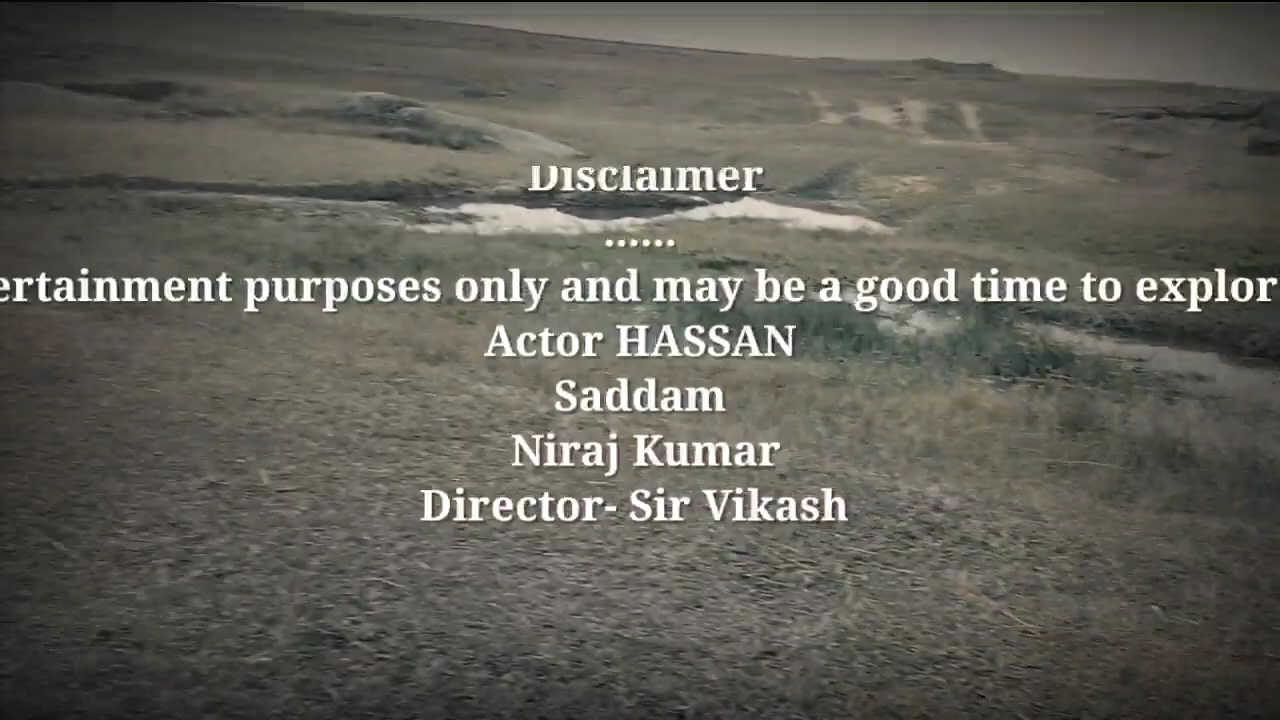 Disclaimer
......
ertainment purposes only and may be a good time to explor
Actor HASSAN
Saddam
Niraj Kumar
Director- Sir Vikash